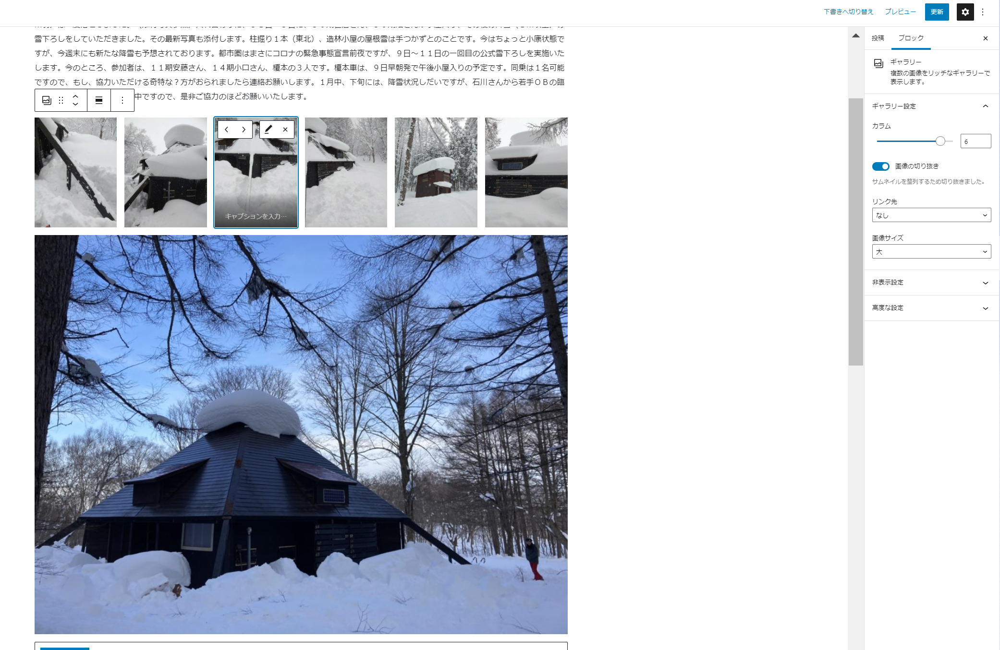 下書きへ切り替え
プレビュー
更新
雪下ろしをしていただきました。その最新写真も添付します。柱掘り１本（東北）、造林小屋の屋根雪は手つかずとのことです。今はちょっと小康状態で
すが、今週末にも新たな降雪も予想されております。都市圏はまさにコロナの緊急事態宣言前夜ですが、９日～１１日の一回目の公式雪下ろしを実施いた
します。今のところ、参加者は、１１期安藤さん、１４期小口さん、榎本の３人です。榎本車は、９日早朝発で午後小屋入りの予定です。同乗は１名可能
ですので、もし、協力いただける奇特な？方がおられましたら連絡お願いします。１月中、下旬には、降雪状況しだいですが、石川さんから若手ＯＢの臨
中ですので、是非ご協力のほどお願いいたします。
キャプションを入力…
投稿
ブロック
ギャラリー
複数の画像をリッチなギャラリーで
表示します。
ギャラリー設定
カラム
6
画像の切り抜き
サムネイルを整列するため切り抜きました。
リンク先
なし
画像サイズ
大
非表示設定
高度な設定